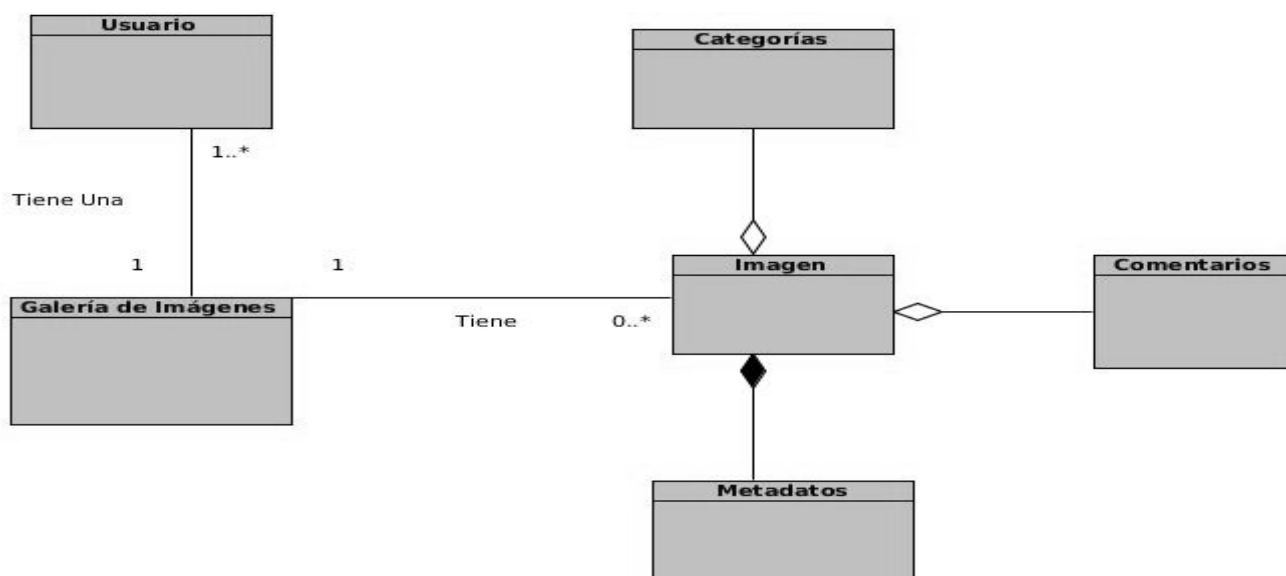 Usuario
Categorías
1..*
Tiene Una
1
1
Imagen
Comentarios
Galería de Imágenes
Tiene
0..*
Metadatos